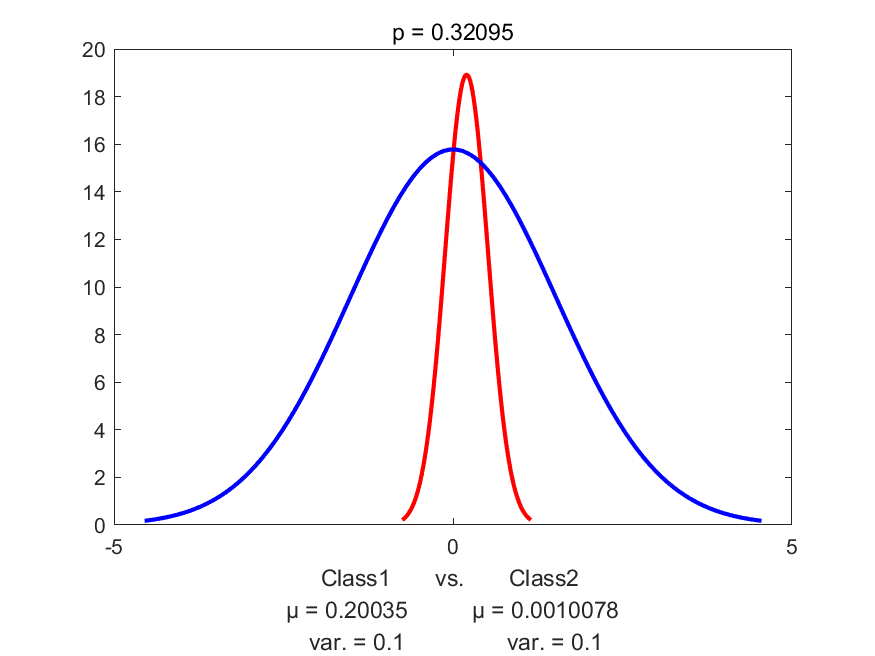 p = 0.32095
20
18
16
14
12
10
8
6
4
2
0
-5 0 5
Class1 vs. Class2
μ = 0.20035 μ = 0.0010078
var. = 0.1 var. = 0.1